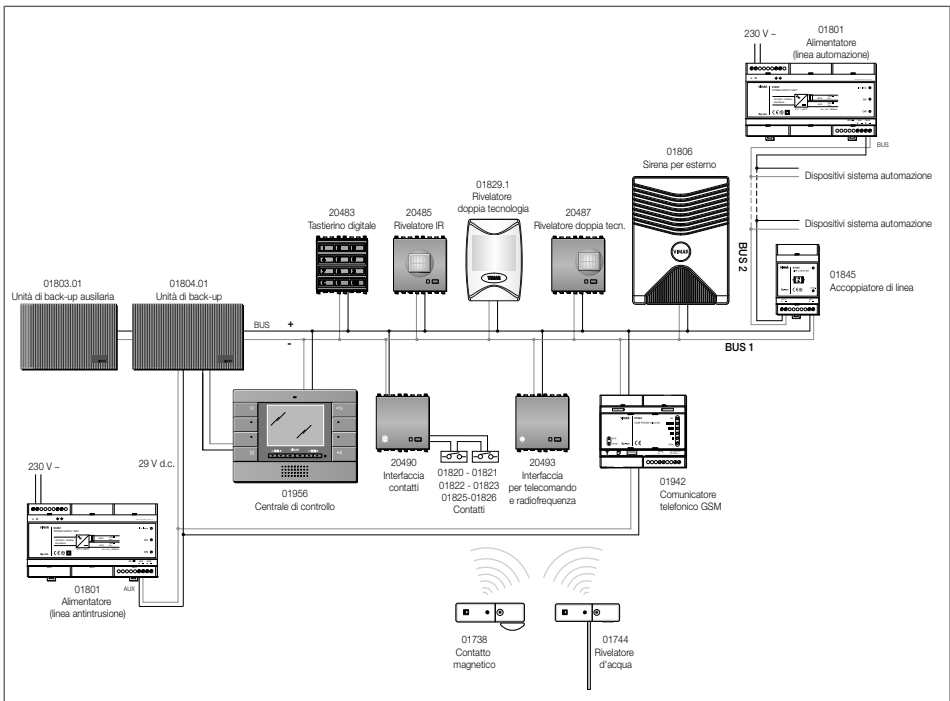 230 V ~
01801
Alimentatore
(linea automazione)
BUS
Dispositivi sistema automazione
Dispositivi sistema automazione
01806
Sirena per esterno
VIMAR
01829.1
Rivelatore
doppia tecnologia
VIMAR
20483
Tastierino digitale
20485
Rivelatore IR
20487
Rivelatore doppia tecn.
BUS 2
01845
Accoppiatore di linea
01803.01
Unità di back-up ausiliaria
01804.01
Unità di back-up
BUS
+
-
BUS 1
230 V ~
29 V d.c.
01956
Centrale di controllo
20490
Interfaccia
contatti
01820 - 01821
01822 - 01823
01825-01826
Contatti
20493
Interfaccia
per telecomando
e radiofrequenza
01942
Comunicatore
telefonico GSM
01801
Alimentatore
(linea antintrusione)
AUX
01738
Contatto
magnetico
01744
Rivelatore
d'acqua